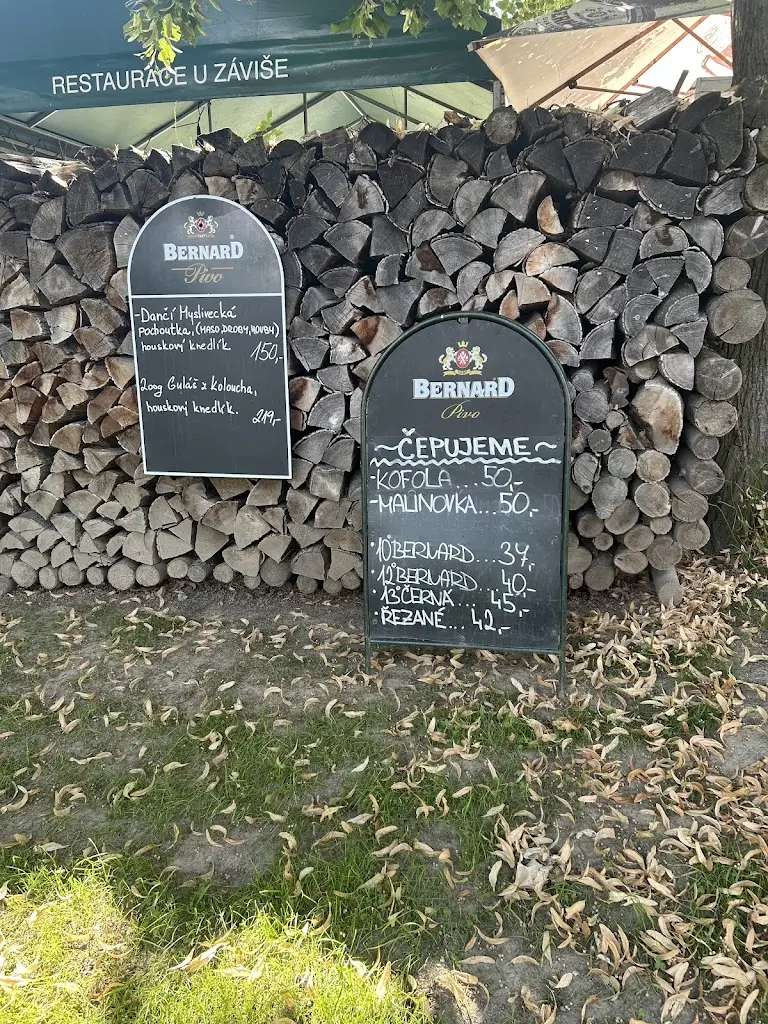 RESTAURACE U ZÁVIŠE
BERNARD
Pivo
-Dančí Myslivecká
pochoutka, (MASO, DROBY, HOUBY)
houskový knedlík. 150,-
200g Guláš z Koloucha,
houskový knedlík. 219,-
BERNARD
Pivo
~ČEPUJEME~
-KOFOLA...50,-
-MALINOVKA...50,-
·10°BERNARD...37,
·12°BERNARD...40,-
·13°ČERNÁ...45,-
·ŘEZANÉ...42,-